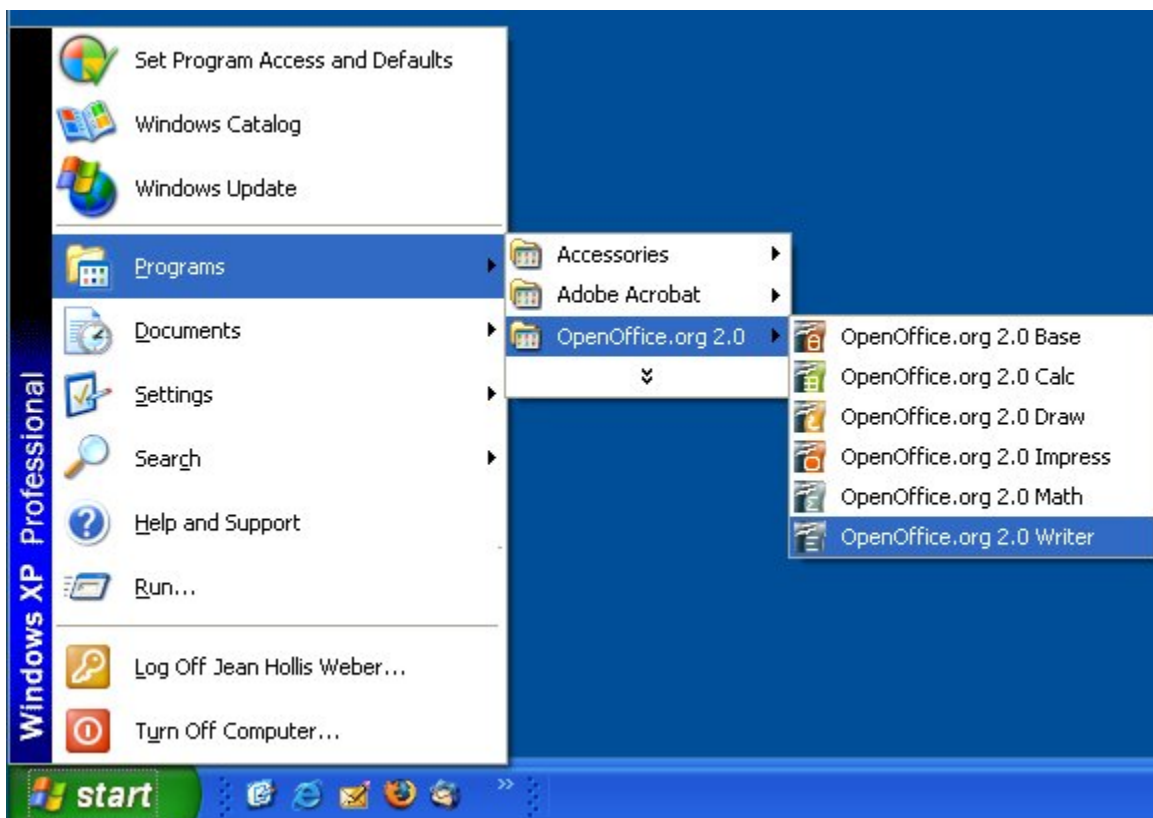 Set Program Access and Defaults
Windows Catalog
Windows Update
Programs
Documents
Settings
Search
Help and Support
Run...
Log Off Jean Hollis Weber...
Turn Off Computer...
Windows XP Professional
Accessories
Adobe Acrobat
OpenOffice.org 2.0
OpenOffice.org 2.0 Base
OpenOffice.org 2.0 Calc
OpenOffice.org 2.0 Draw
OpenOffice.org 2.0 Impress
OpenOffice.org 2.0 Math
OpenOffice.org 2.0 Writer
start